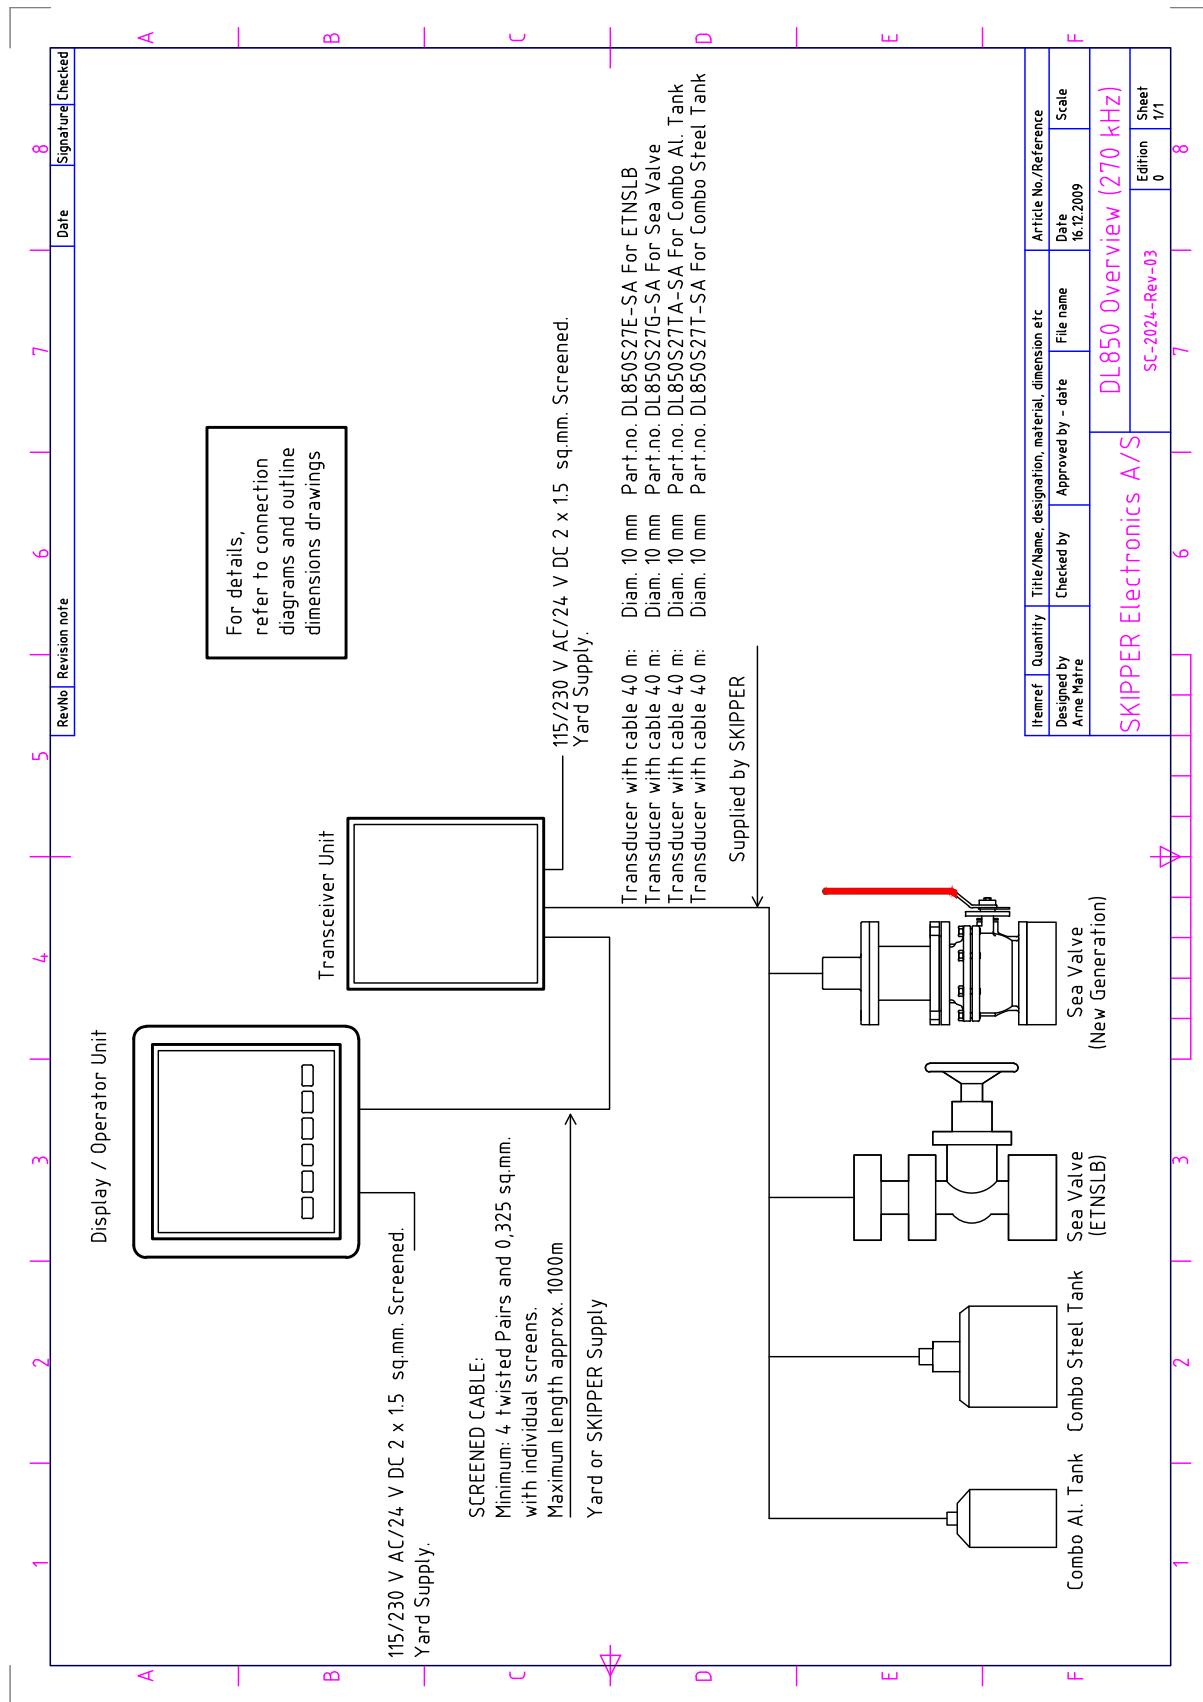 1 2 3 4 5 6 7 8
A
B
C
D
E
F
RevNo Revision note Date Signature Checked
Display / Operator Unit
Transceiver Unit
For details,
refer to connection
diagrams and outline
dimensions drawings
115/230 V AC/24 V DC 2 x 1.5 sq.mm. Screened.
Yard Supply.
SCREENED CABLE:
Minimum: 4 twisted Pairs and 0,325 sq.mm.
with individual screens.
Maximum length approx. 1000m
Yard or SKIPPER Supply
115/230 V AC/24 V DC 2 x 1.5 sq.mm. Screened.
Yard Supply.
Transducer with cable 40 m: Diam. 10 mm Part.no. DL850S27E-SA For ETNSLB
Transducer with cable 40 m: Diam. 10 mm Part.no. DL850S27G-SA For Sea Valve
Transducer with cable 40 m: Diam. 10 mm Part.no. DL850S27TA-SA For Combo Al. Tank
Transducer with cable 40 m: Diam. 10 mm Part.no. DL850S27T-SA For Combo Steel Tank
Supplied by SKIPPER
Combo Al. Tank
Combo Steel Tank
Sea Valve
(ETNSLB)
Sea Valve
(New Generation)
Itemref Quantity Title/Name, designation, material, dimension etc Article No./Reference
Designed by
Arne Matre
Checked by
Approved by - date
File name
Date
16.12.2009
Scale
SKIPPER Electronics A/S
DL850 Overview (270 kHz)
SC-2024-Rev-03
Edition
0
Sheet
1/1
A
B
C
D
E
F
1 2 3 4 5 6 7 8